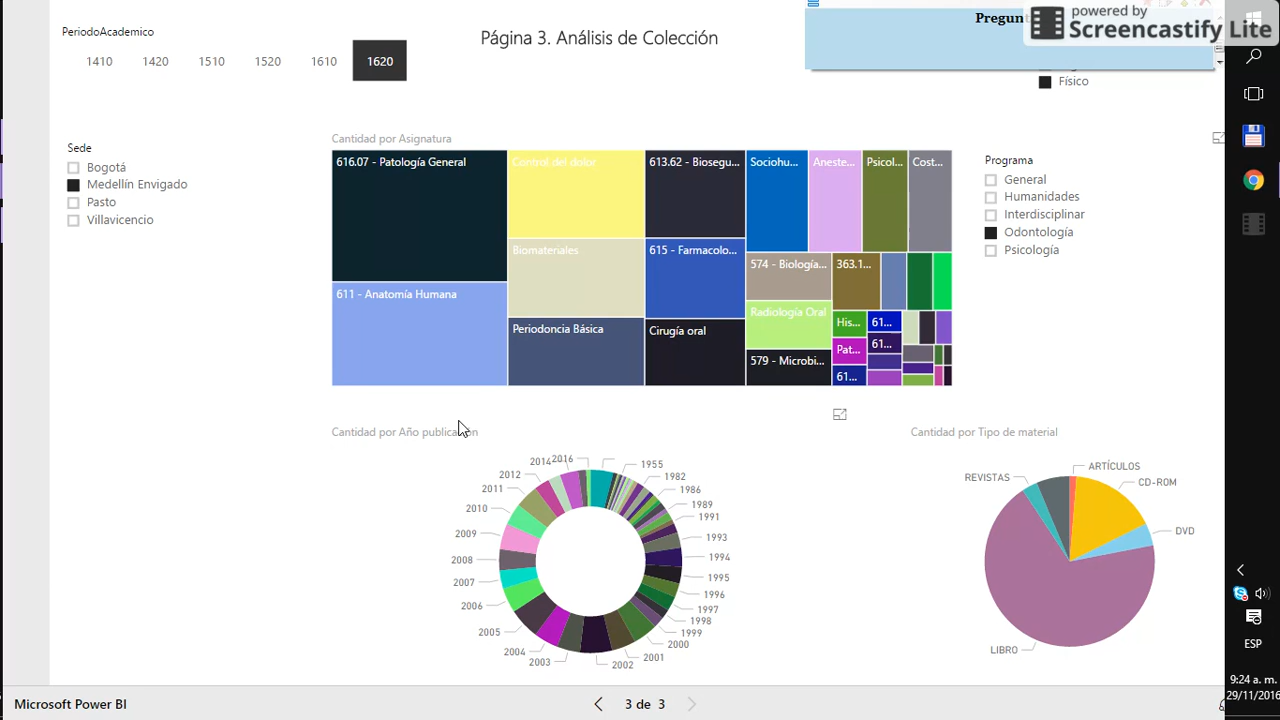 PeriodoAcademico
1410 1420 1510 1520 1610 1620
Página 3. Análisis de Colección
powered by
Screencastify Lite
Físico
Sede
Bogotá
Medellín Envigado
Pasto
Villavicencio
Cantidad por Asignatura
616.07 - Patología General
611 - Anatomía Humana
Control del dolor
Biomateriales
Periodoncia Básica
613.62 - Biosegu...
615 - Farmacolo...
Cirugía oral
Sociohu...
Aneste...
Psicol...
Cost...
574 - Biología...
Radiología Oral
579 - Microbi...
363.1...
His...
Pat...
61...
61...
61...
Programa
General
Humanidades
Interdisciplinar
Odontología
Psicología
Cantidad por Año publicación
1955
1982
1986
1989
1991
1993
1994
1995
1996
1997
1998
1999
2000
2001
2002
2003
2004
2005
2006
2007
2008
2009
2010
2011
2012
2014
2016
Cantidad por Tipo de material
ARTÍCULOS
CD-ROM
DVD
LIBRO
REVISTAS
Microsoft Power BI
3 de 3
ESP
9:24 a. m.
29/11/2016